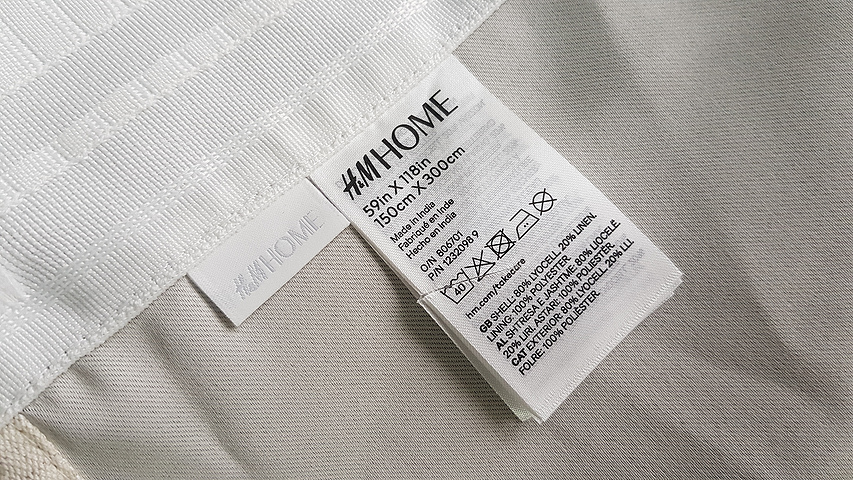 H&M HOME
H&M HOME
59in X 118in
150cm X 300cm
Made in India
Fabriqué en Inde
Hecho en India
O/N 806701
P/N 1232098 9
40
hm.com/takecare
GB SHELL: 80% LYOCELL, 20% LINEN.
LINING: 100% POLYESTER.
AL SHTRESA E JASHTME: 80% LIOCELË,
20% LIRI. ASTARI: 100% POLIESTËR.
CAT EXTERIOR: 80% LYOCELL, 20% LLI.
FOLRE: 100% POLIÈSTER.